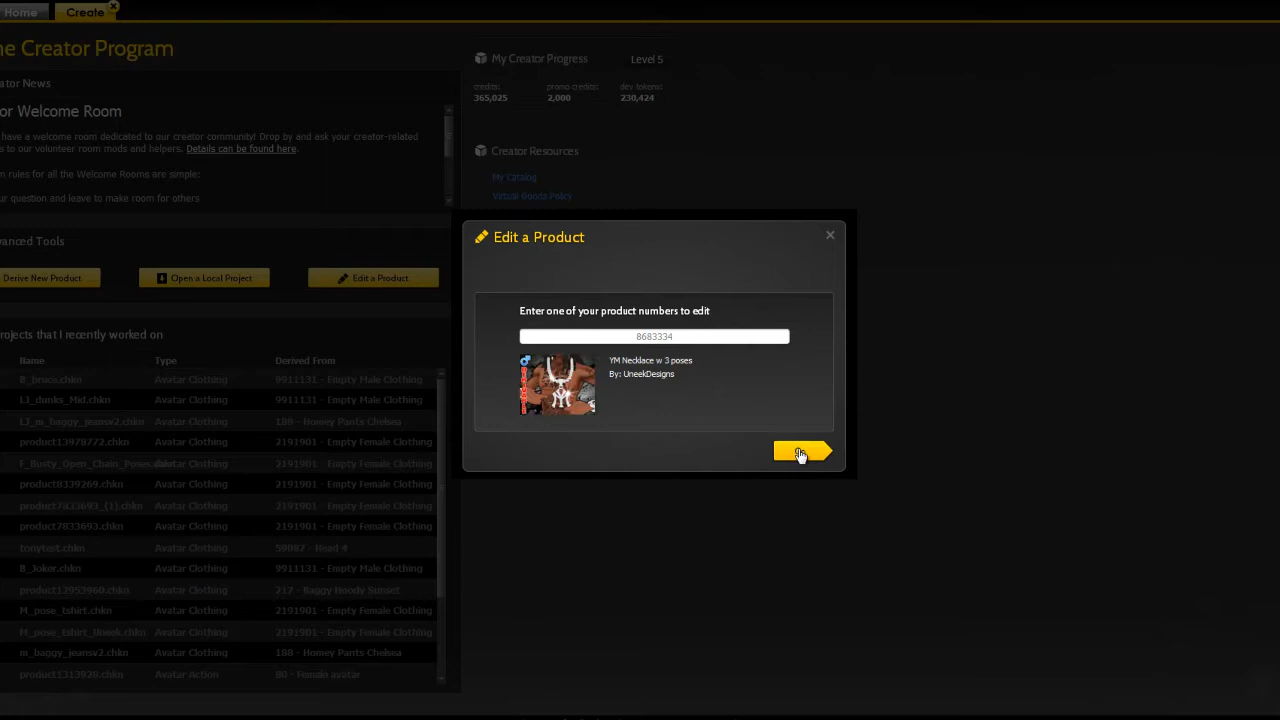 Home
Create
ne Creator Program
ator News
or Welcome Room
have a welcome room dedicated to our creator community! Drop by and ask your creator-related
s to our volunteer room mods and helpers. Details can be found here.
m rules for all the Welcome Rooms are simple:
ur question and leave to make room for others
My Creator Progress
Level 5
credits:
365,025
promo credits:
2,000
dev tokens:
230,424
Creator Resources
My Catalog
Virtual Goods Policy
vanced Tools
Derive New Product
Open a Local Project
Edit a Product
rojects that I recently worked on
Name Type Derived From
B_bruce.chkn Avatar Clothing 9911131 - Empty Male Clothing
LJ_dunks_Mid.chkn Avatar Clothing 9911131 - Empty Male Clothing
LJ_m_baggy_jeansv2.chkn Avatar Clothing 188 - Homey Pants Chelsea
product13978772.chkn Avatar Clothing 2191901 - Empty Female Clothing
F_Busty_Open_Chain_Poses Avatar Clothing 2191901 - Empty Female Clothing
product8339269.chkn Avatar Clothing 2191901 - Empty Female Clothing
product7833693_(1).chkn Avatar Clothing 2191901 - Empty Female Clothing
product7833693.chkn Avatar Clothing 2191901 - Empty Female Clothing
tonytest.chkn Avatar Clothing 59087 - Head 4
B_Joker.chkn Avatar Clothing 9911131 - Empty Male Clothing
product12953960.chkn Avatar Clothing 217 - Baggy Hoody Sunset
M_pose_tshirt.chkn Avatar Clothing 2191901 - Empty Female Clothing
M_pose_tshirt_Uneek.chkn Avatar Clothing 2191901 - Empty Female Clothing
m_baggy_jeansv2.chkn Avatar Clothing 188 - Homey Pants Chelsea
product1313920.chkn Avatar Action 80 - Female avatar
Edit a Product
Enter one of your product numbers to edit
8683334
YM Necklace w 3 poses
By: UneekDesigns